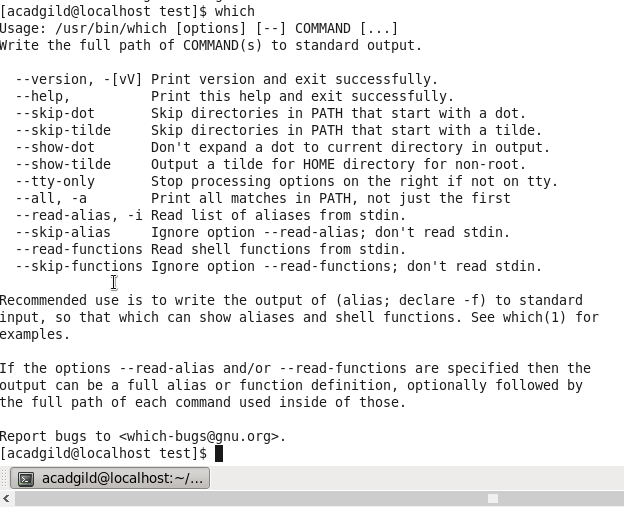 [acadgild@localhost test]$ which
Usage: /usr/bin/which [options] [--] COMMAND [...]
Write the full path of COMMAND(s) to standard output.
--version, -[vV] Print version and exit successfully.
--help,          Print this help and exit successfully.
--skip-dot       Skip directories in PATH that start with a dot.
--skip-tilde     Skip directories in PATH that start with a tilde.
--show-dot       Don't expand a dot to current directory in output.
--show-tilde     Output a tilde for HOME directory for non-root.
--tty-only       Stop processing options on the right if not on tty.
--all, -a        Print all matches in PATH, not just the first
--read-alias, -i Read list of aliases from stdin.
--skip-alias     Ignore option --read-alias; don't read stdin.
--read-functions Read shell functions from stdin.
--skip-functions Ignore option --read-functions; don't read stdin.
Recommended use is to write the output of (alias; declare -f) to standard
input, so that which can show aliases and shell functions. See which(1) for
examples.
If the options --read-alias and/or --read-functions are specified then the
output can be a full alias or function definition, optionally followed by
the full path of each command used inside of those.
Report bugs to <which-bugs@gnu.org>.
[acadgild@localhost test]$
acadgild@localhost:~/...